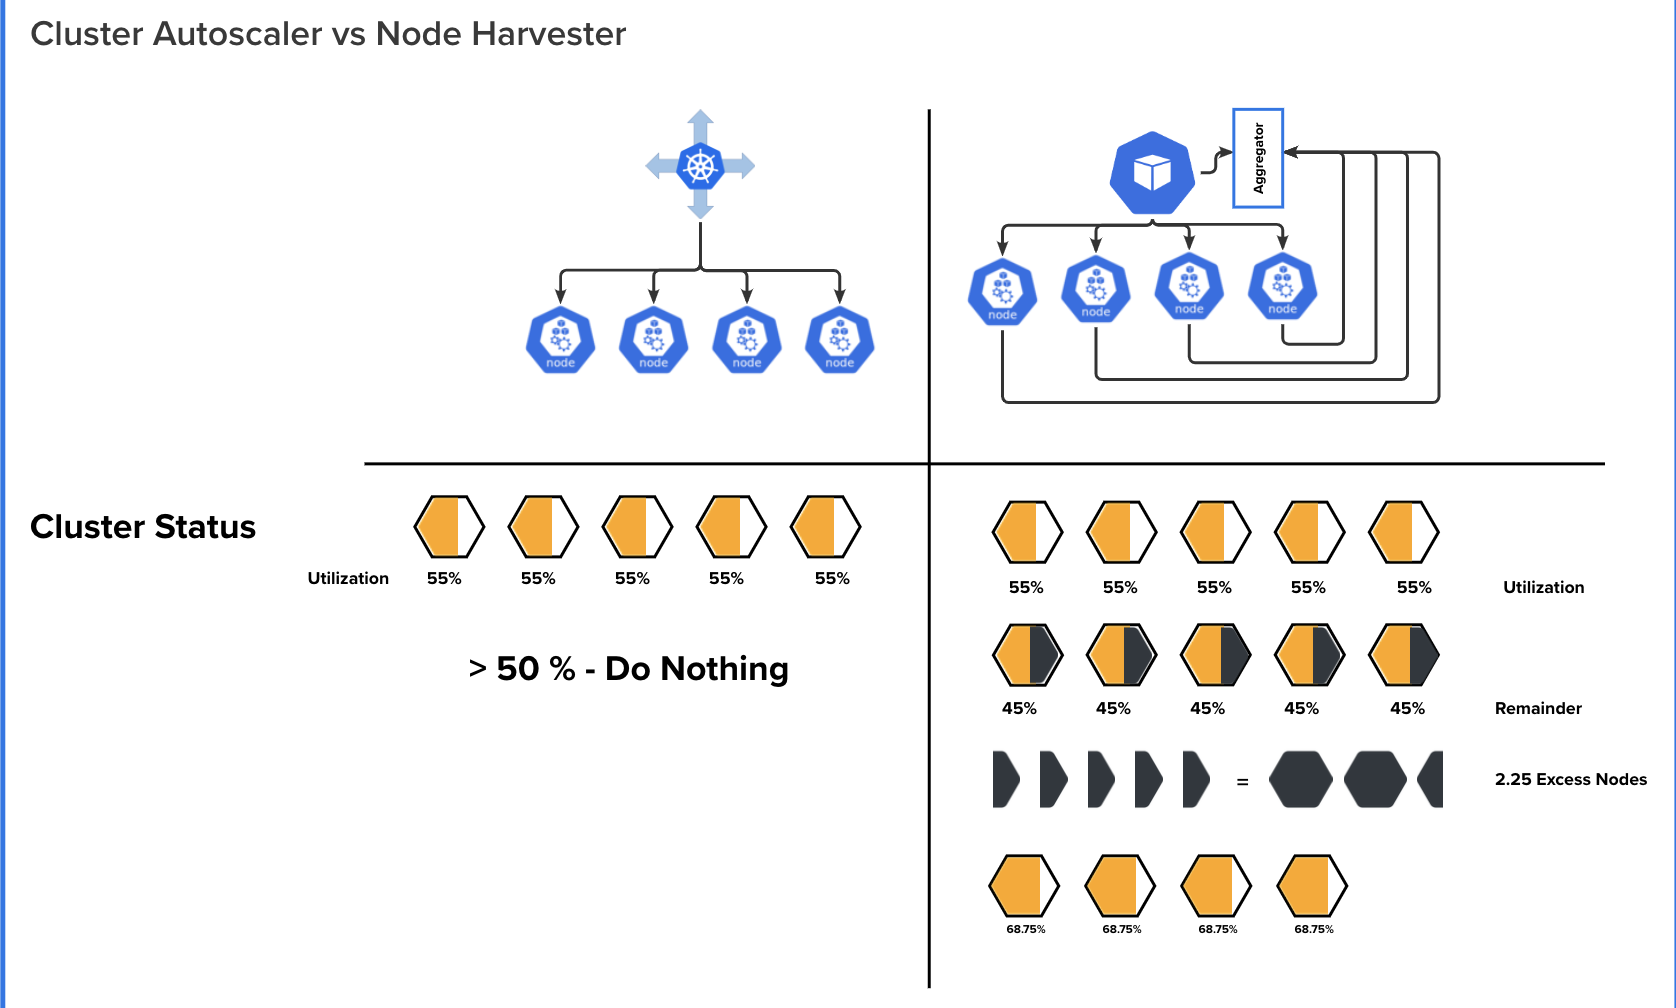 Cluster Autoscaler vs Node Harvester
node
node
node
node
Aggregator
node
node
node
node
Cluster Status
Utilization 55% 55% 55% 55% 55%
> 50 % - Do Nothing
55% 55% 55% 55% 55% Utilization
45% 45% 45% 45% 45% Remainder
= 2.25 Excess Nodes
68.75% 68.75% 68.75% 68.75%